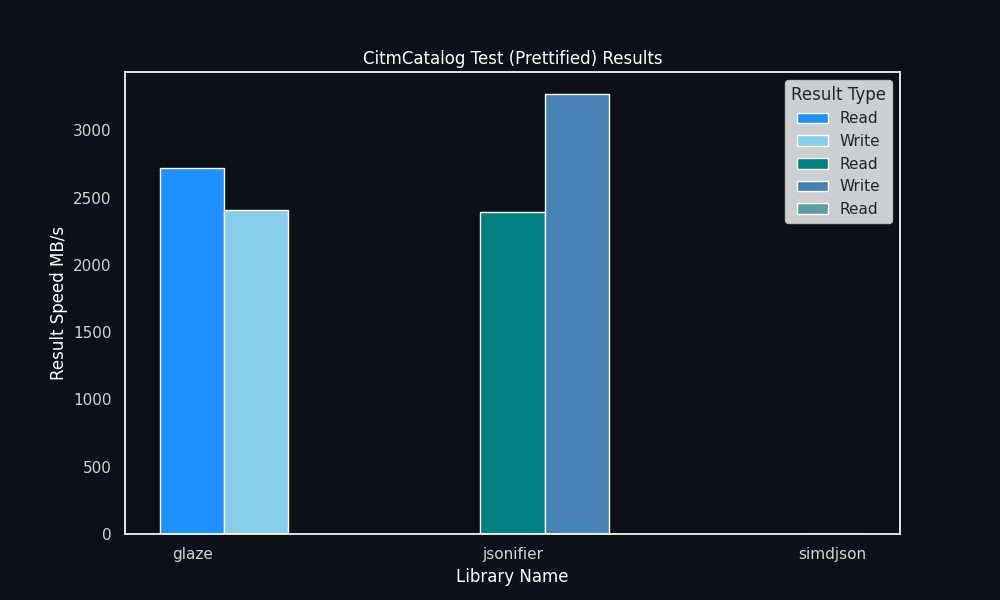 CitmCatalog Test (Prettified) Results
Result Type
Read
Write
Read
Write
Read
3000
2500
2000
1500
1000
500
0
Result Speed MB/s
glaze
jsonifier
simdjson
Library Name